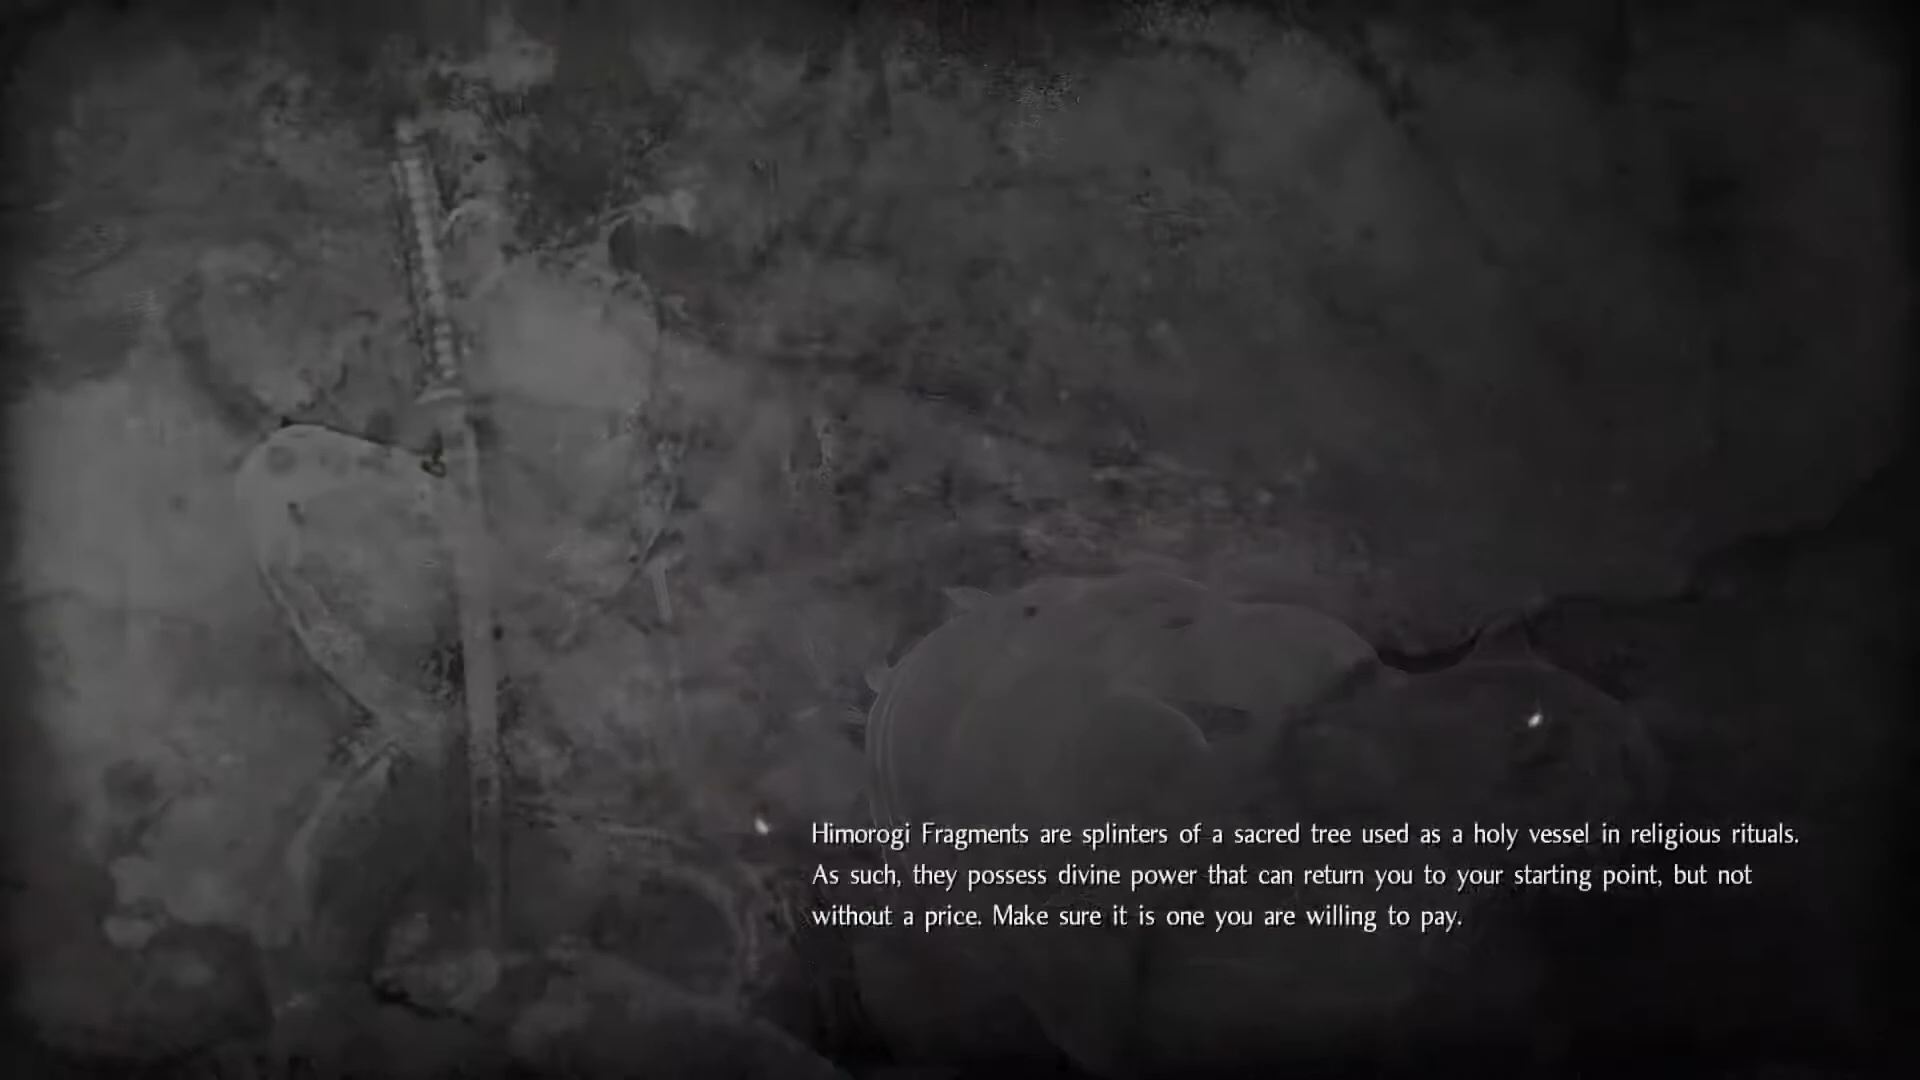 Himorogi Fragments are splinters of a sacred tree used as a holy vessel in religious rituals.
As such, they possess divine power that can return you to your starting point, but not
without a price. Make sure it is one you are willing to pay.